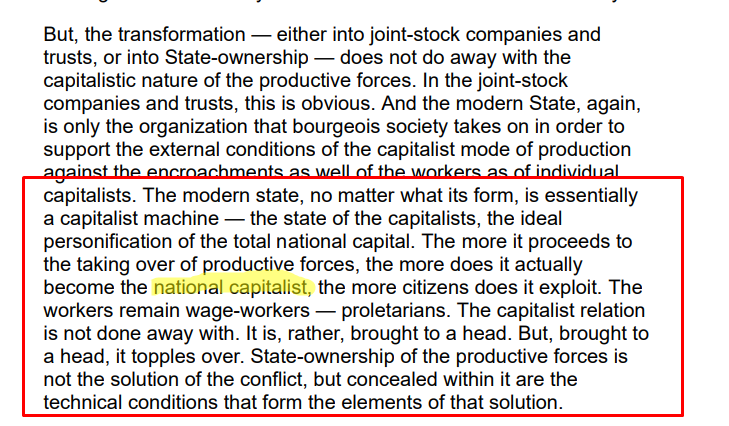 But, the transformation — either into joint-stock companies and
trusts, or into State-ownership — does not do away with the
capitalistic nature of the productive forces. In the joint-stock
companies and trusts, this is obvious. And the modern State, again,
is only the organization that bourgeois society takes on in order to
support the external conditions of the capitalist mode of production
against the encroachments as well of the workers as of individual
capitalists. The modern state, no matter what its form, is essentially
a capitalist machine — the state of the capitalists, the ideal
personification of the total national capital. The more it proceeds to
the taking over of productive forces, the more does it actually
become the national capitalist, the more citizens does it exploit. The
workers remain wage-workers — proletarians. The capitalist relation
is not done away with. It is, rather, brought to a head. But, brought to
a head, it topples over. State-ownership of the productive forces is
not the solution of the conflict, but concealed within it are the
technical conditions that form the elements of that solution.